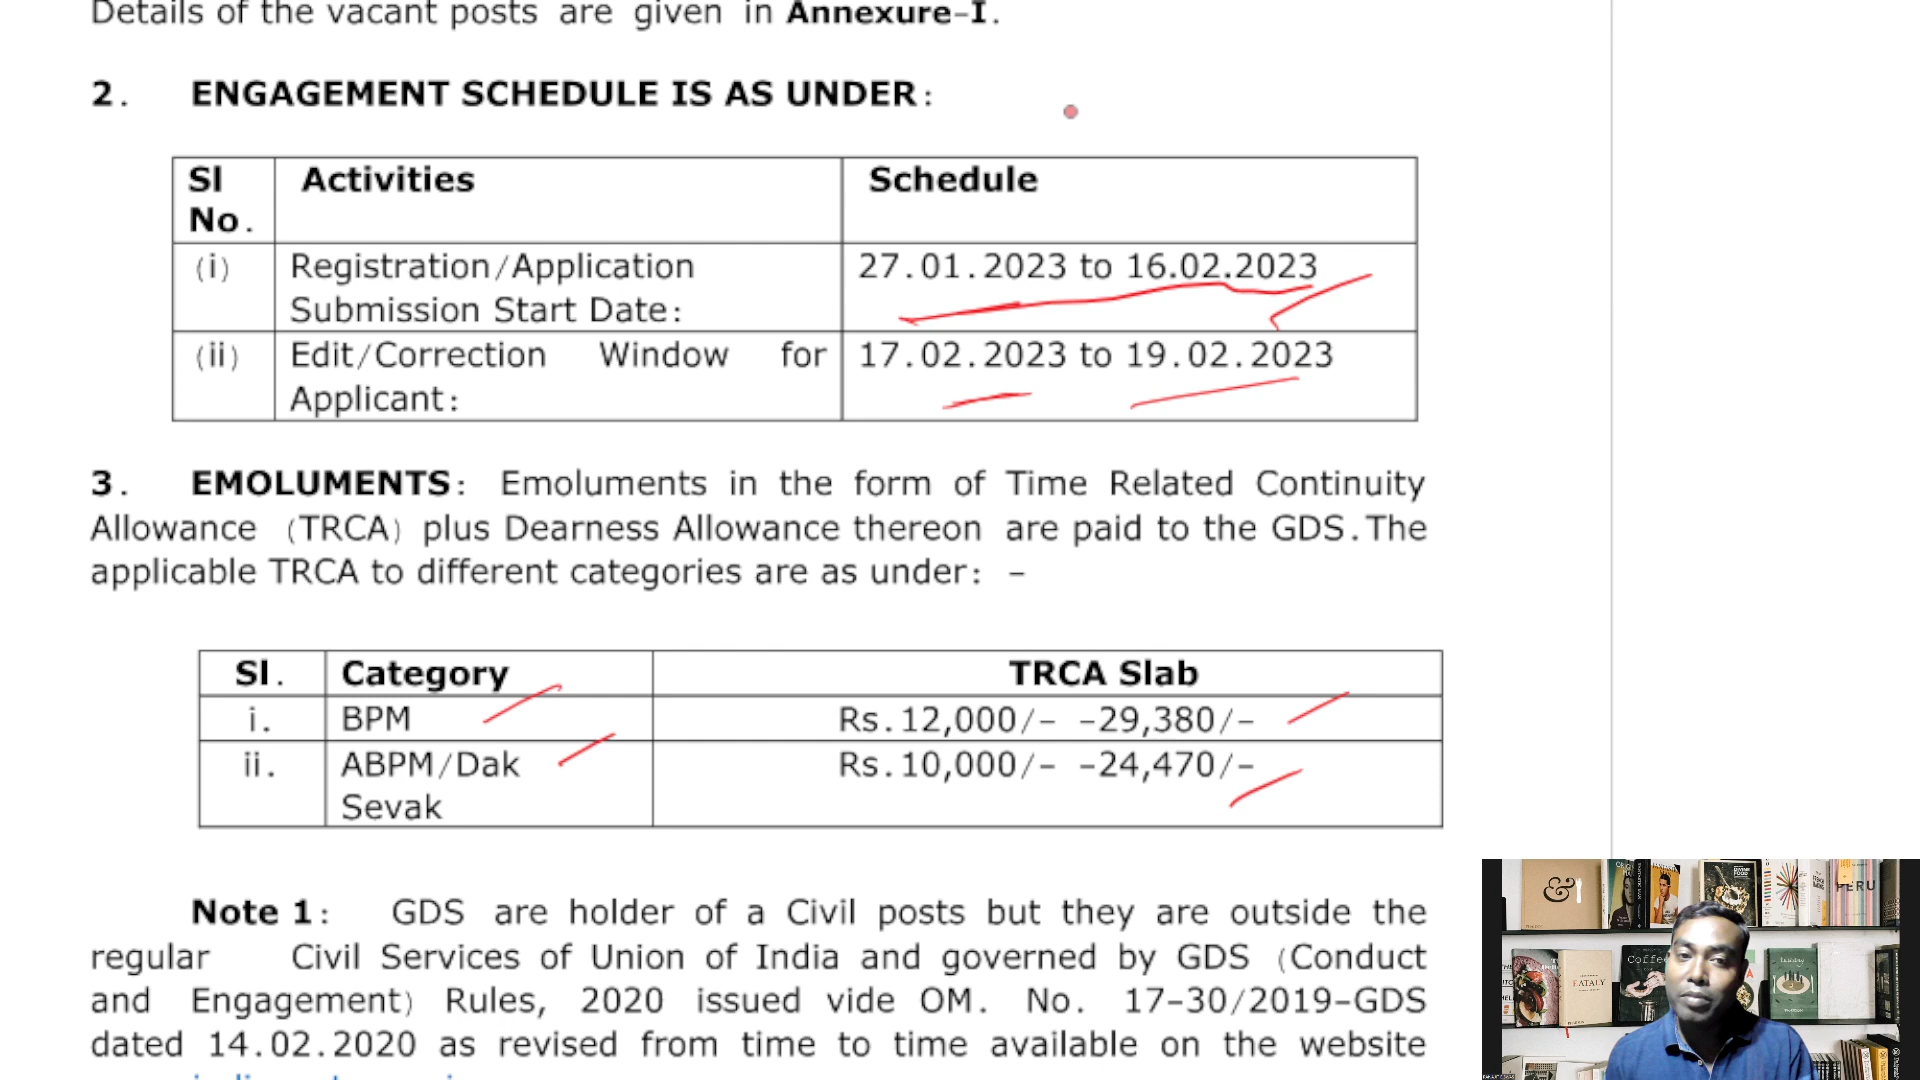 Details of the vacant posts are given in Annexure-I.
2. ENGAGEMENT SCHEDULE IS AS UNDER:
Sl No. Activities Schedule
(i) Registration/Application Submission Start Date: 27.01.2023 to 16.02.2023
(ii) Edit/Correction Window for Applicant: 17.02.2023 to 19.02.2023
3. EMOLUMENTS: Emoluments in the form of Time Related Continuity
Allowance (TRCA) plus Dearness Allowance thereon are paid to the GDS.The
applicable TRCA to different categories are as under: -
Sl. Category TRCA Slab
i. BPM Rs.12,000/- -29,380/-
ii. ABPM/Dak Sevak Rs.10,000/- -24,470/-
Note 1: GDS are holder of a Civil posts but they are outside the
regular Civil Services of Union of India and governed by GDS (Conduct
and Engagement) Rules, 2020 issued vide OM. No. 17-30/2019-GDS
dated 14.02.2020 as revised from time to time available on the website
&
PERU
Coffee
EATALY